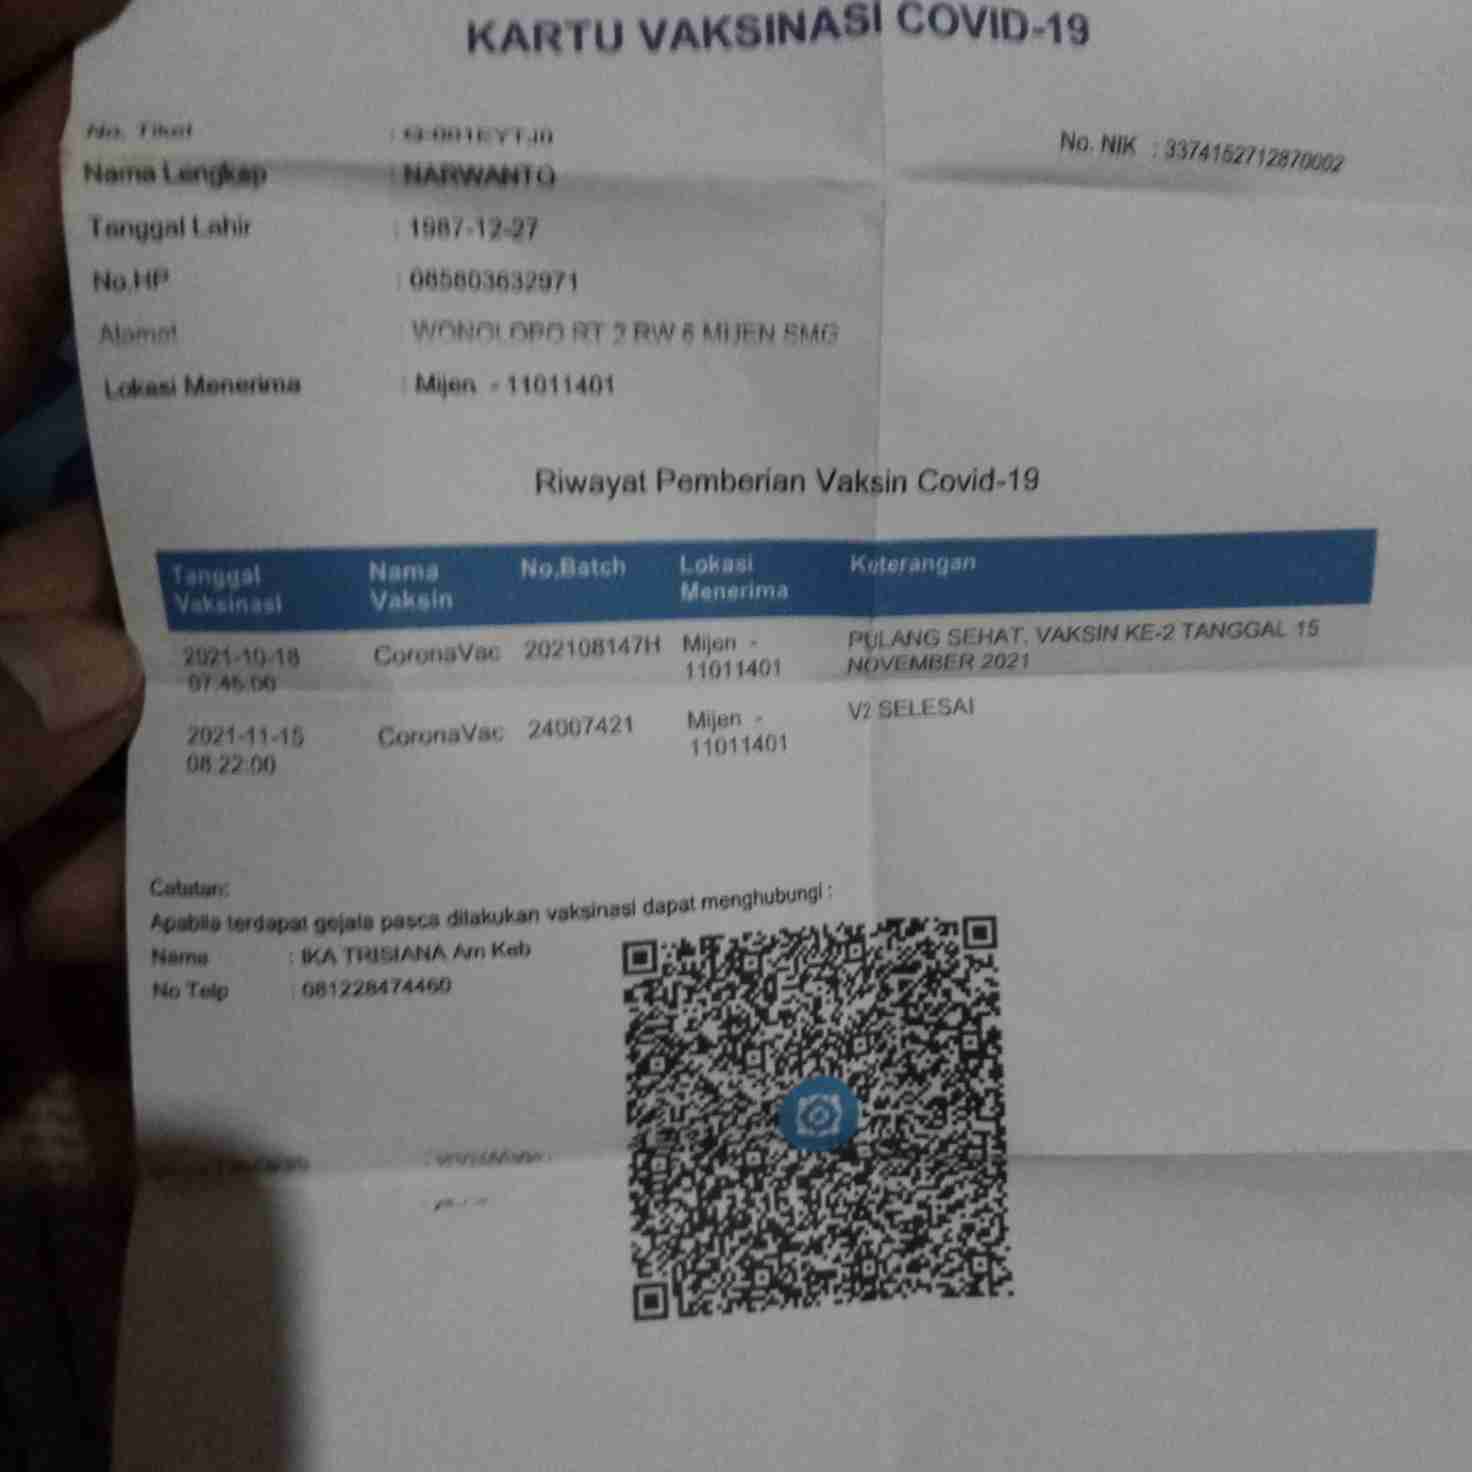 KARTU VAKSINASI COVID-19
No. Tiket
Nama Lengkap : NARWANTO
No. NIK : 3374152712870002
Tanggal Lahir : 1987-12-27
No.HP : 085803632971
Alamat : WONOLOPO RT 2 RW 6 MIJEN SMG
Lokasi Menerima : Mijen - 11011401
Riwayat Pemberian Vaksin Covid-19
Tanggal Vaksinasi Nama Vaksin No.Batch Lokasi Menerima Keterangan
2021-10-18 07:45:00 CoronaVac 202108147H Mijen - 11011401 PULANG SEHAT. VAKSIN KE-2 TANGGAL 15 NOVEMBER 2021
2021-11-15 08:22:00 CoronaVac 24007421 Mijen - 11011401 V2 SELESAI
Catatan:
Apabila terdapat gejala pasca dilakukan vaksinasi dapat menghubungi :
Nama : IKA TRISIANA Am Keb
No Telp : 081228474460